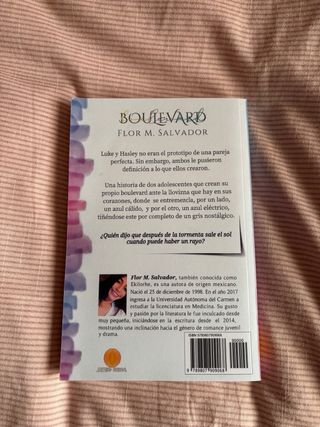 BOULEVARD
FLOR M. SALVADOR
Luke y Hasley no eran el prototipo de una pareja
perfecta. Sin embargo, ambos le pusieron
definición a lo que ellos crearon.
Una historia de dos adolescentes que crean su
propio boulevard ante la llovizna que hay en sus
corazones, donde se entremezcla, por un lado,
un azul cálido, y por el otro, un azul eléctrico,
tiñéndose este por completo de un gris nostálgico.
¿Quién dijo que después de la tormenta sale el sol
cuando puede haber un rayo?
Flor M. Salvador, también conocida como
Ekilorhe, es una autora de origen mexicano.
Nació el 25 de diciembre de 1998. En el año 2017
ingresa a la Universidad Autónoma del Carmen a
estudiar la licenciatura en Medicina. Su gusto
y pasión por la literatura le fue inculcado desde
muy pequeña, iniciándose en la escritura desde el 2014,
mostrando una inclinación hacia el género de romance juvenil
y drama.
90000